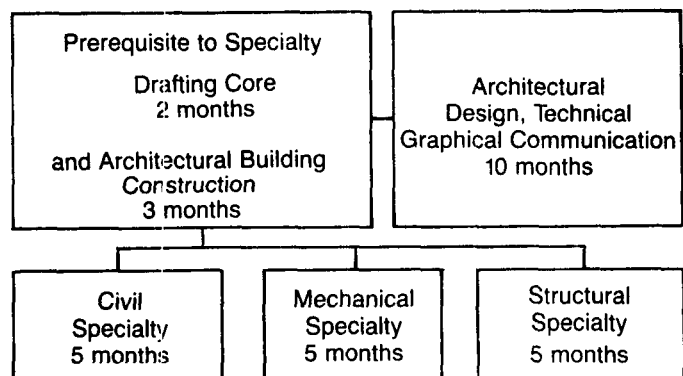 Prerequisite to Specialty
Drafting Core
2 months
and Architectural Building
Construction
3 months
Architectural
Design, Technical
Graphical Communication
10 months
Civil
Specialty
5 months
Mechanical
Specialty
5 months
Structural
Specialty
5 months